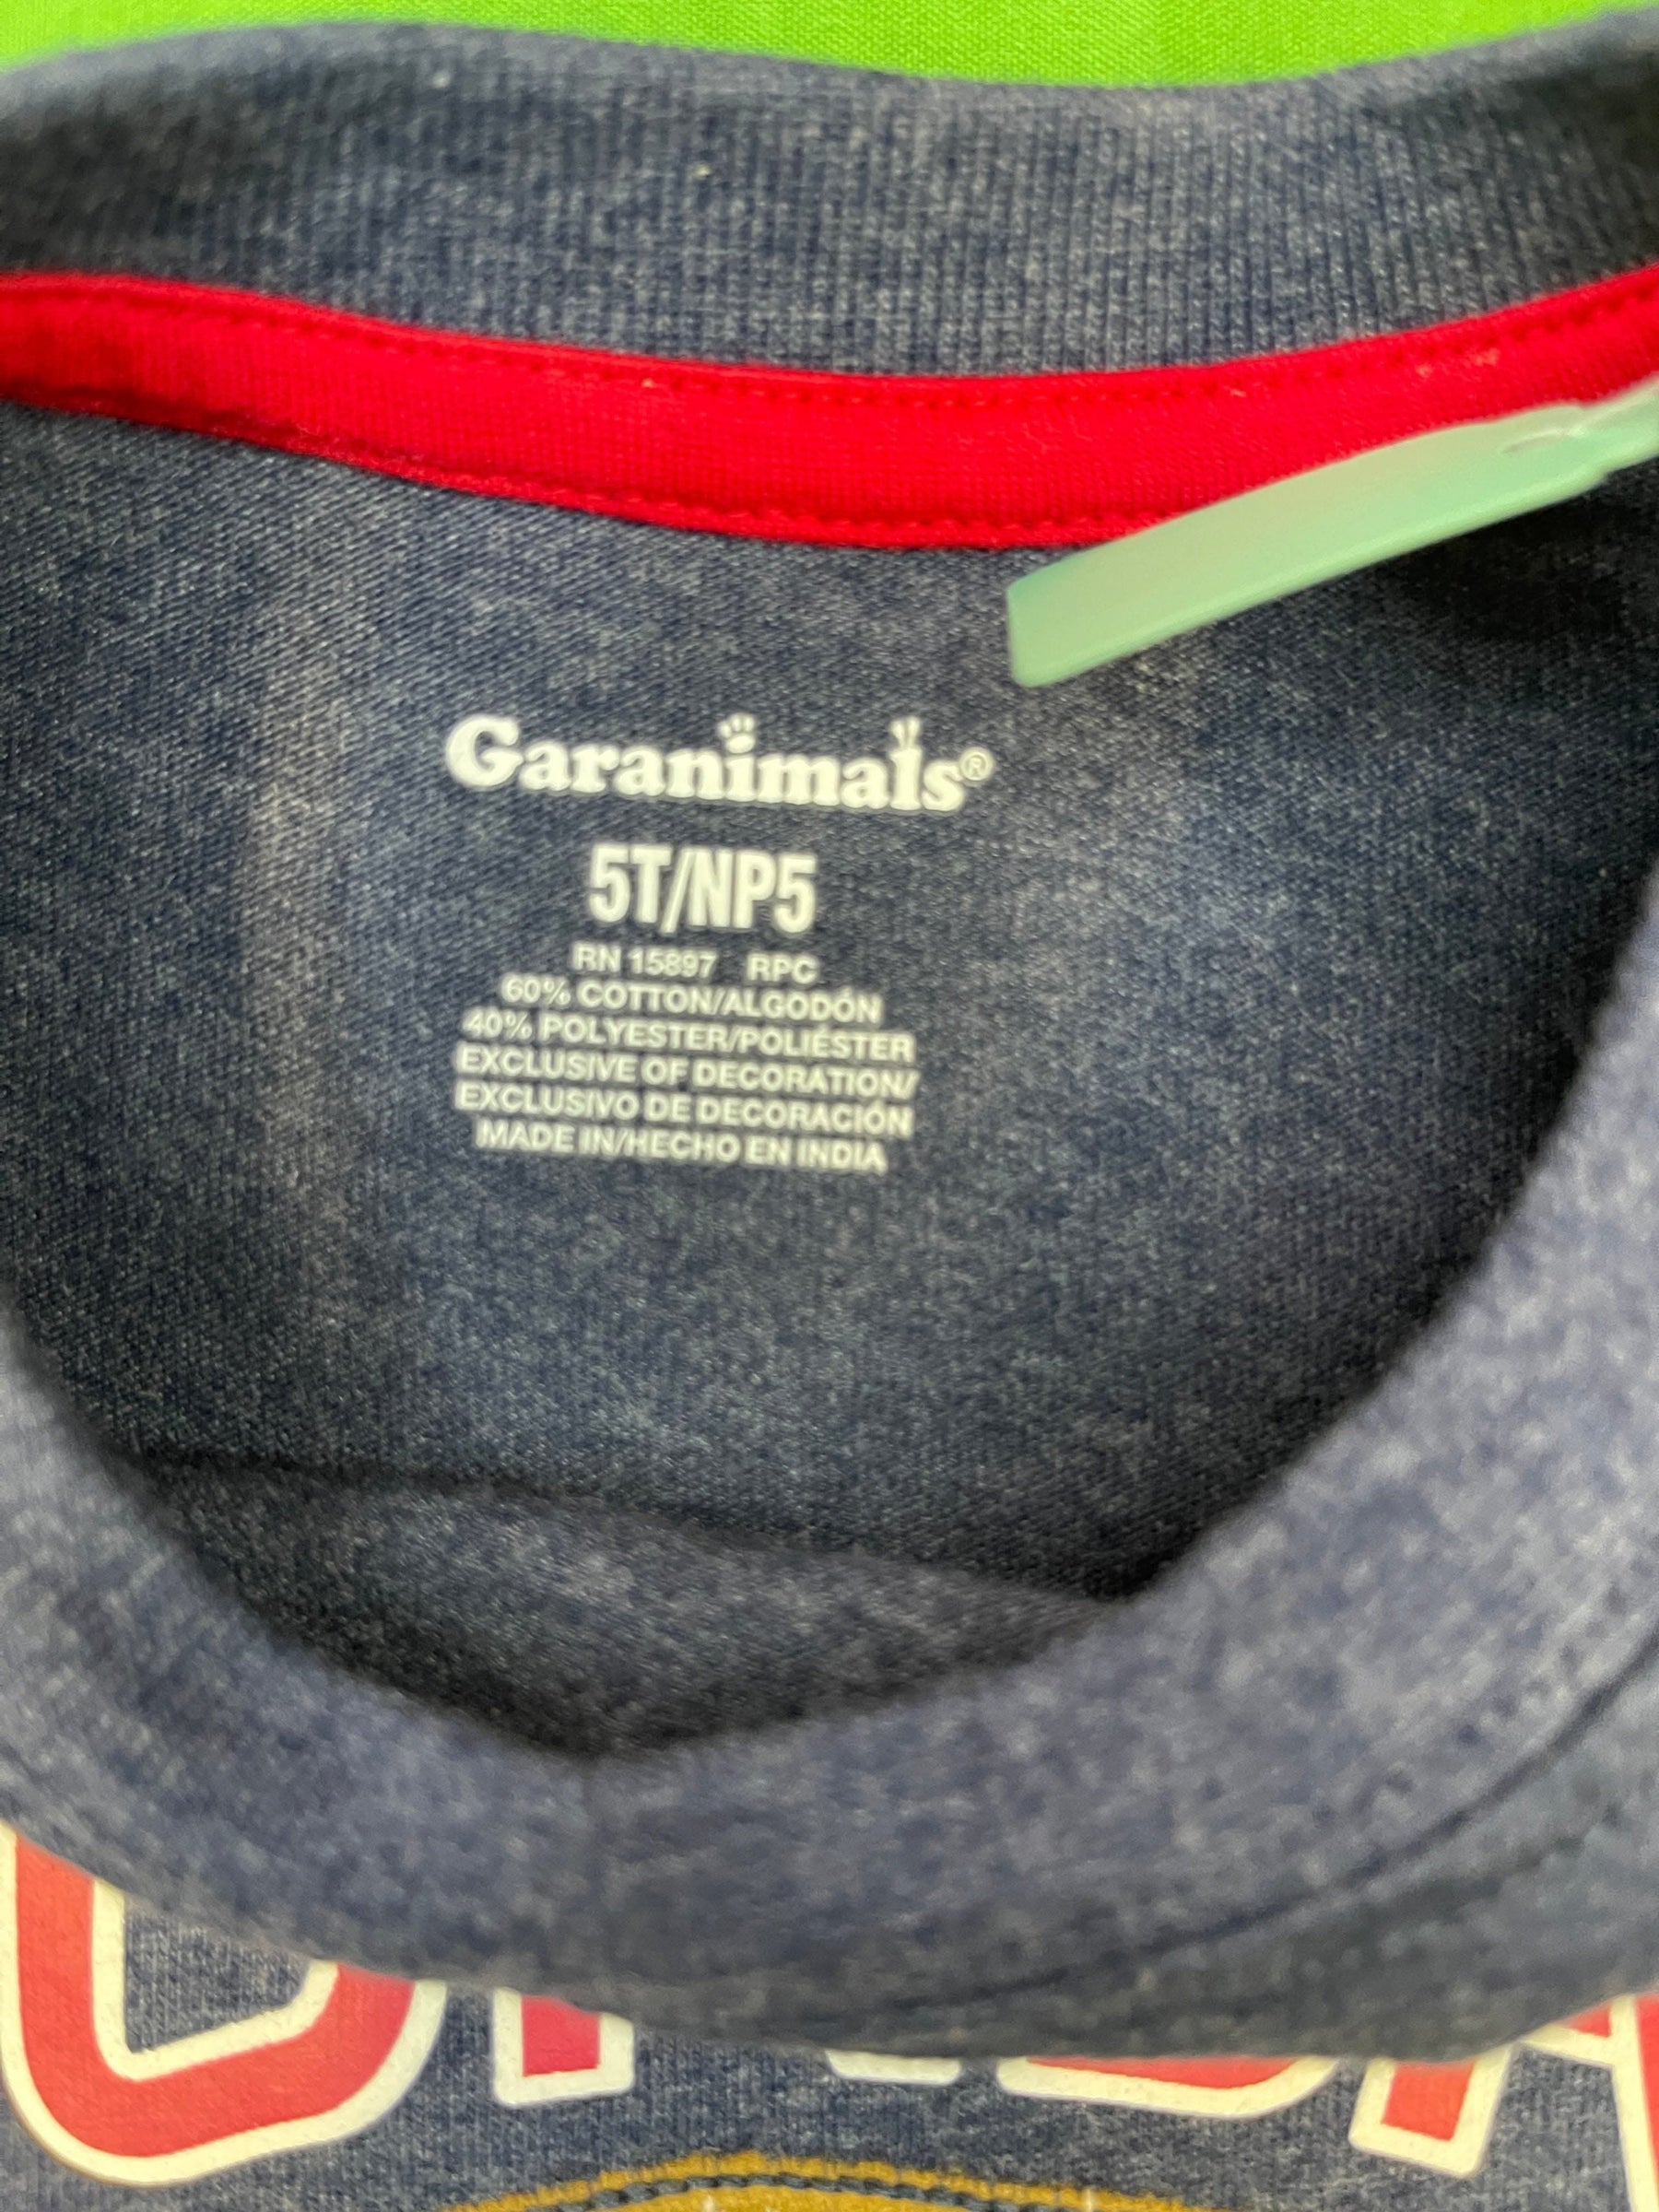 Garanimals®
5T/NP5
RN 15897 RPC
60% COTTON/ALGODÓN
40% POLYESTER/POLIÉSTER
EXCLUSIVE OF DECORATION/
EXCLUSIVO DE DECORACIÓN
MADE IN/HECHO EN INDIA